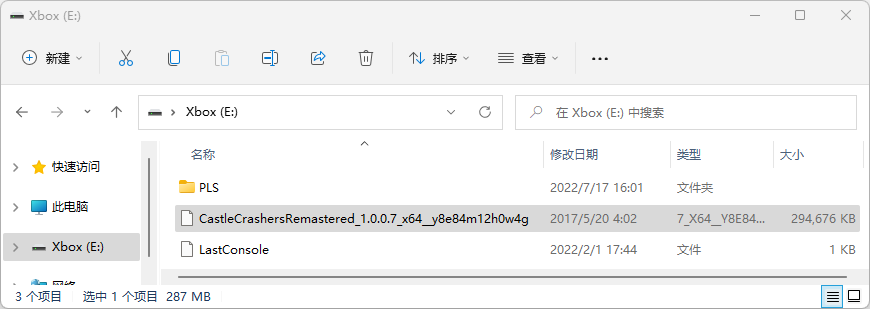 Xbox (E:)
新建 排序 查看
Xbox (E:) 在 Xbox (E:) 中搜索
名称 修改日期 类型 大小
快速访问
PLS 2022/7/17 16:01 文件夹
此电脑
CastleCrashersRemastered_1.0.0.7_x64__y8e84m12h0w4g 2017/5/20 4:02 7_X64__Y8E84... 294,676 KB
Xbox (E:)
LastConsole 2022/2/1 17:44 文件 1 KB
网络
3 个项目 选中 1 个项目 287 MB